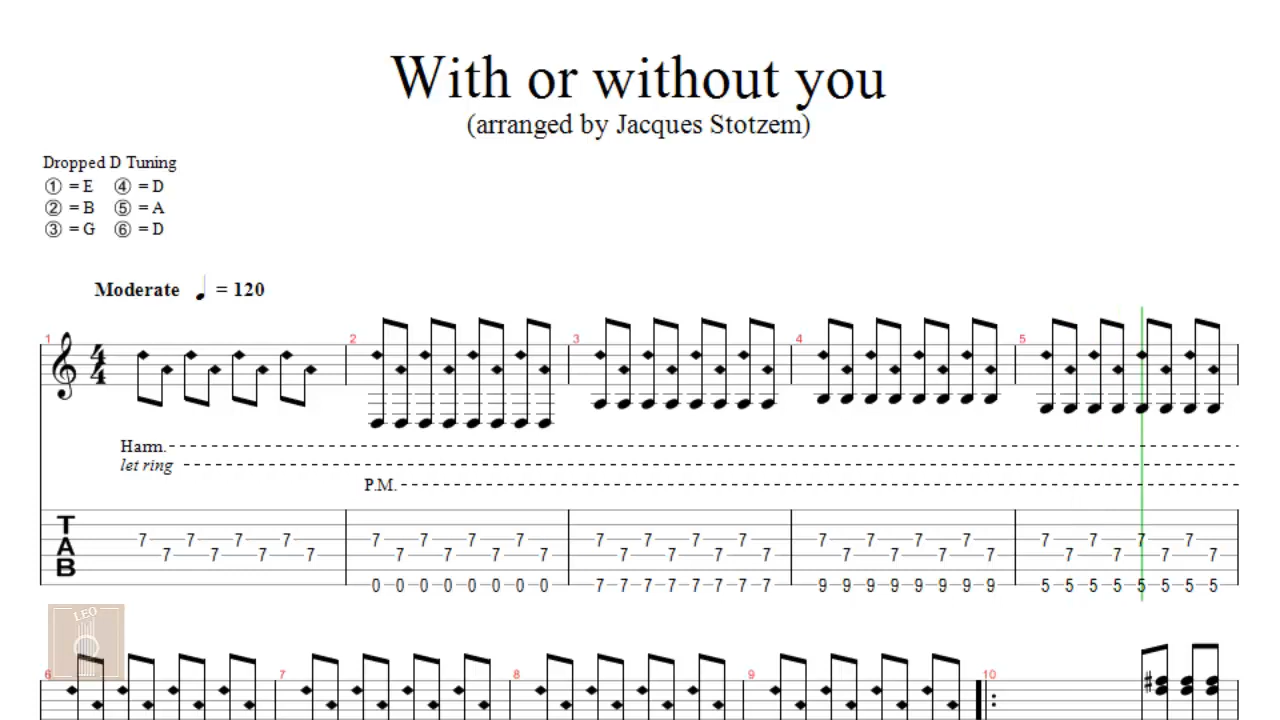 With or without you
(arranged by Jacques Stotzem)
Dropped D Tuning
① = E ④ = D
② = B ⑤ = A
③ = G ⑥ = D
Moderate ♩ = 120
1 2 3 4 5
4
4
Harm.
let ring
P.M.
T
A
B
7 7 7 7 7 7 7 7 7 7 7 7 7 7 7 7 7 7 7 7
7 7 7 7 7 7 7 7 7 7 7 7 7 7 7 7 7 7 7 7
0 0 0 0 0 0 0 0 7 7 7 7 7 7 7 7 9 9 9 9 9 9 9 9 5 5 5 5 5 5 5 5
LEO
6 7 8 9 10